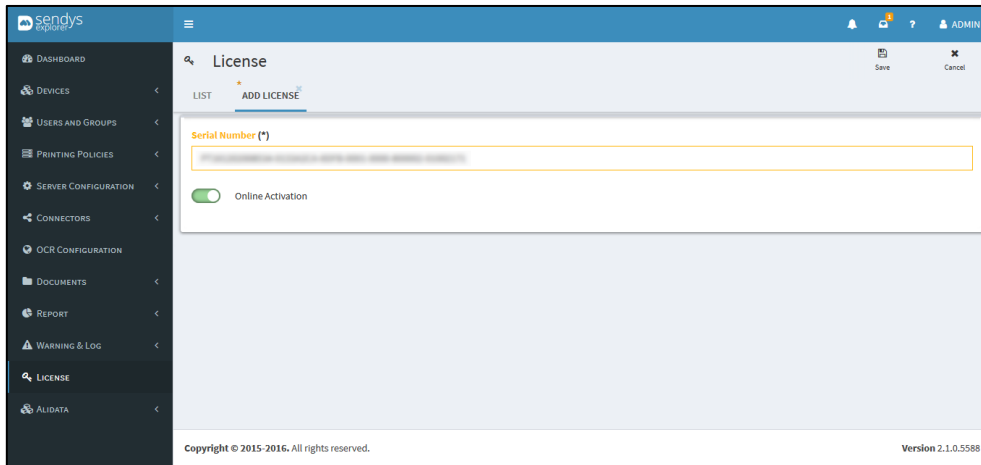 sendys
explorer
1
?
ADMIN
DASHBOARD
DEVICES
USERS AND GROUPS
PRINTING POLICIES
SERVER CONFIGURATION
CONNECTORS
OCR CONFIGURATION
DOCUMENTS
REPORT
WARNING & LOG
LICENSE
ALIDATA
License
Save
Cancel
LIST
* ADD LICENSE
Serial Number (*)
Online Activation
Copyright © 2015-2016. All rights reserved.
Version 2.1.0.5588